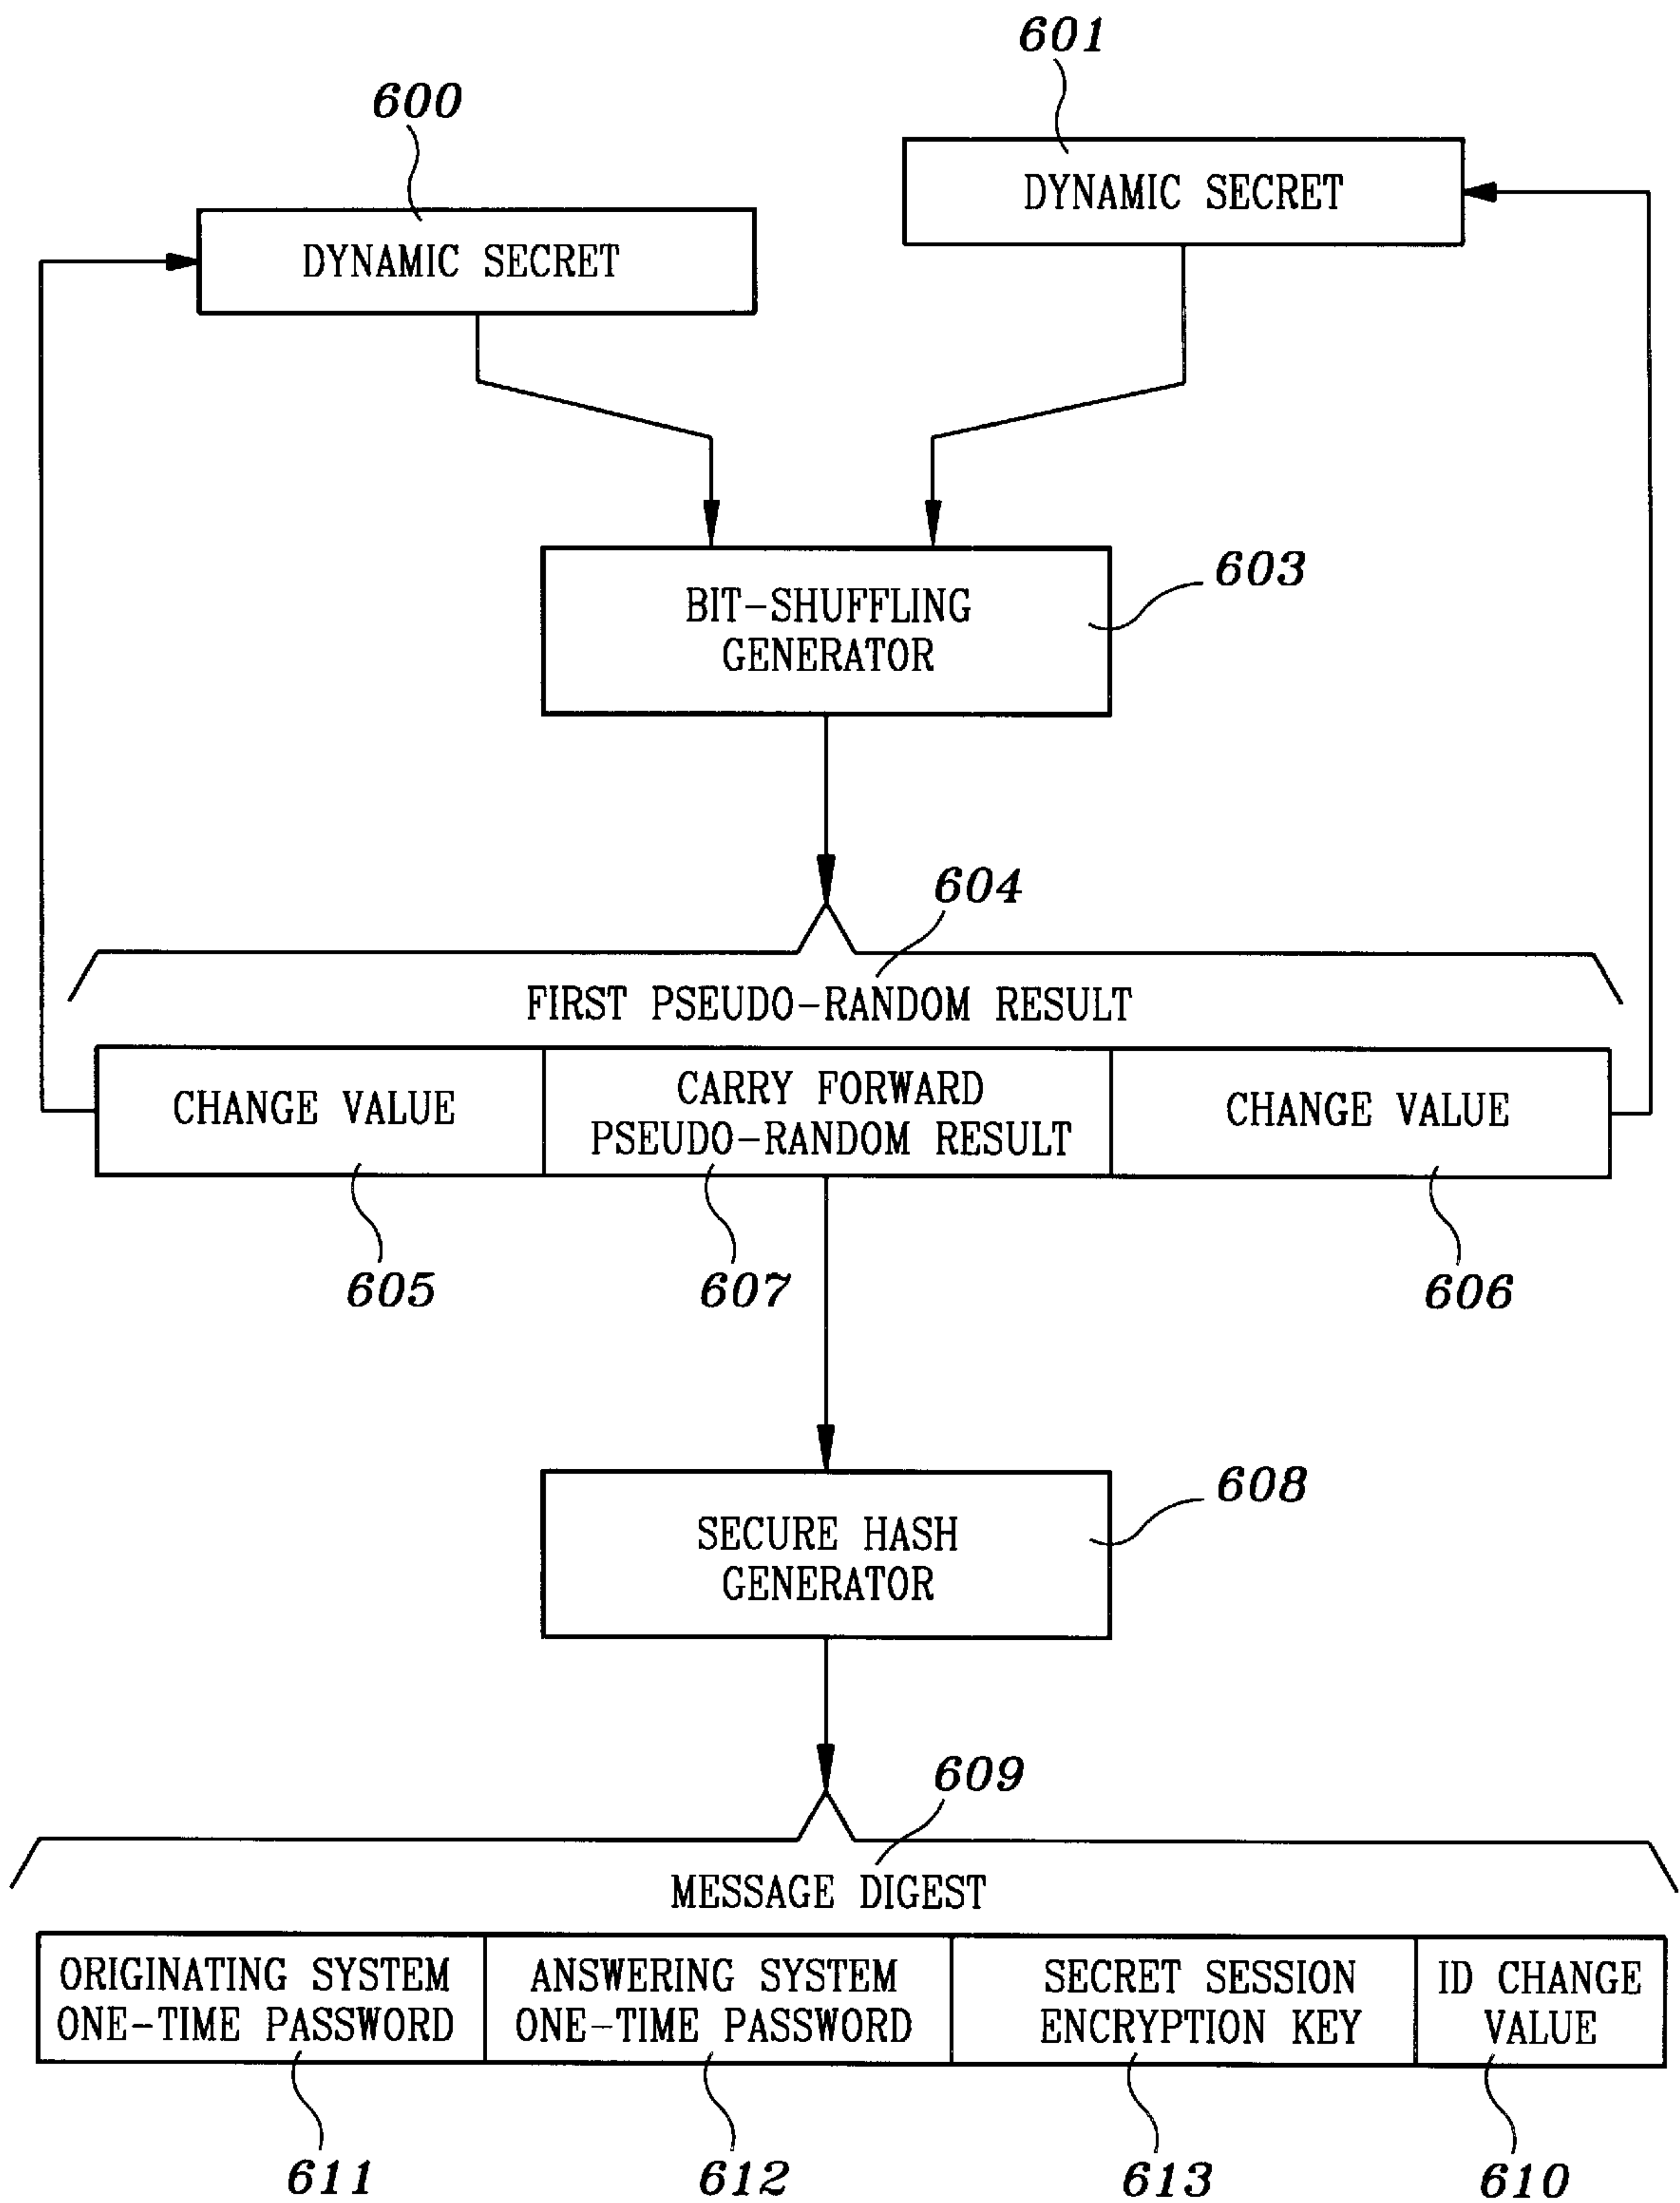 601
600
DYNAMIC SECRET
DYNAMIC SECRET
603
BIT-SHUFFLING
GENERATOR
604
FIRST PSEUDO-RANDOM RESULT
CHANGE VALUE
CARRY FORWARD
PSEUDO-RANDOM RESULT
CHANGE VALUE
605
607
606
608
SECURE HASH
GENERATOR
609
MESSAGE DIGEST
ORIGINATING SYSTEM
ONE-TIME PASSWORD
ANSWERING SYSTEM
ONE-TIME PASSWORD
SECRET SESSION
ENCRYPTION KEY
ID CHANGE
VALUE
611
612
613
610